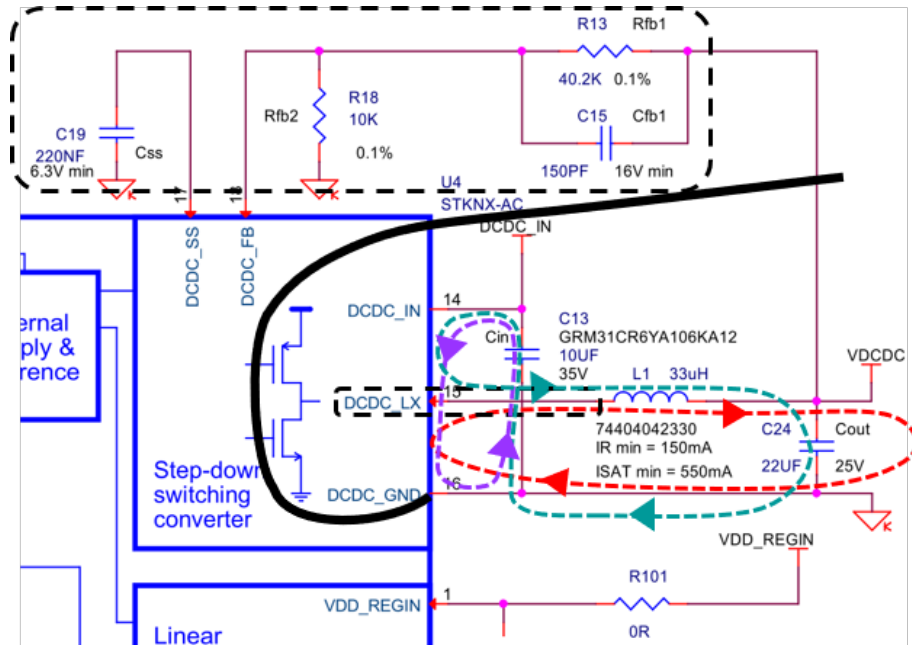 R13 Rfb1
40.2K 0.1%
C15 Cfb1
150PF 16V min
Rfb2
R18
10K
0.1%
C19
220NF
6.3V min
Css
U4
STKNX-AC
DCDC_SS
DCDC_FB
DCDC_IN
DCDC_IN
14
Cin
C13
GRM31CR6YA106KA12
10UF
35V
L1 33uH
VDCDC
DCDC_LX
15
74404042330
IR min = 150mA
ISAT min = 550mA
C24 Cout
22UF 25V
ernal
ply &
rence
Step-down
switching
converter
DCDC_GND
16
K
K
K
VDD_REGIN
VDD_REGIN
1
R101
0R
Linear